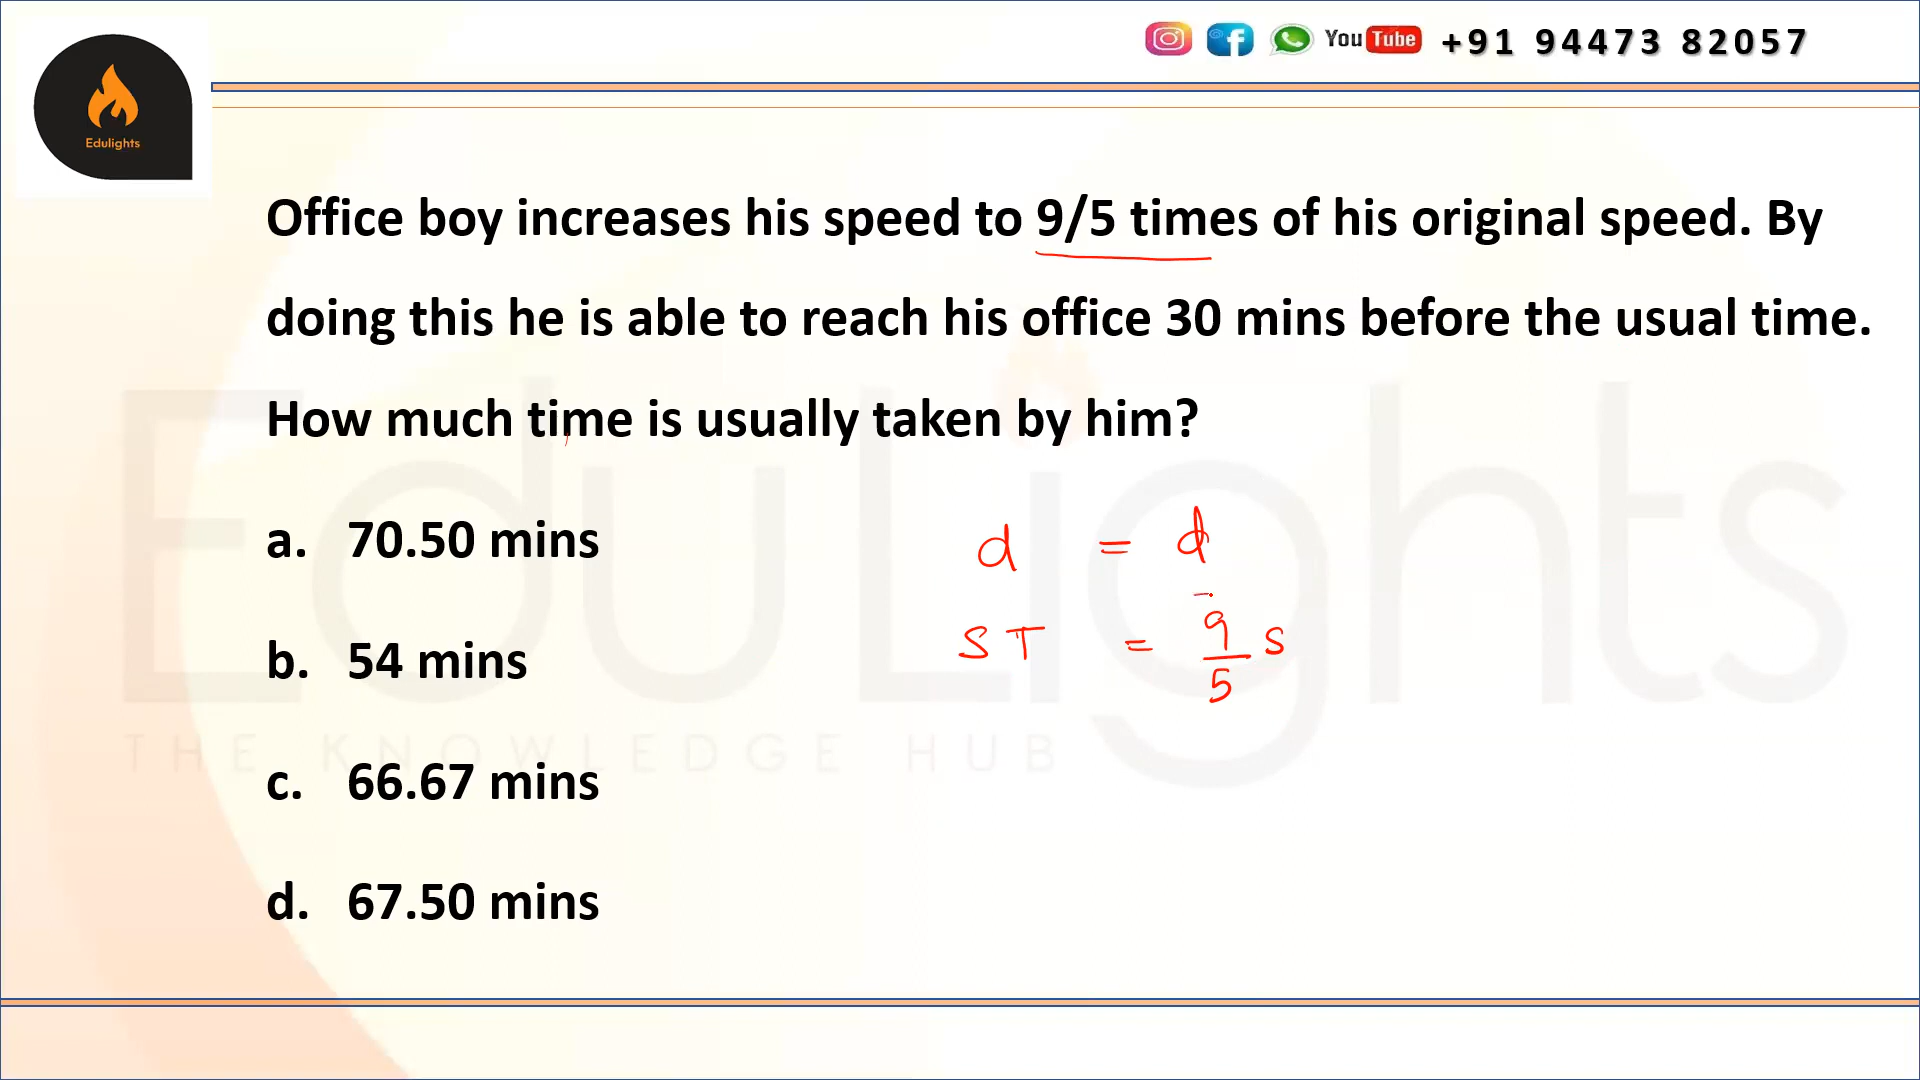 You Tube +91 94473 82057
Edulights
Office boy increases his speed to 9/5 times of his original speed. By
doing this he is able to reach his office 30 mins before the usual time.
How much time is usually taken by him?
a. 70.50 mins
b. 54 mins
c. 66.67 mins
d. 67.50 mins
d = d
S T = 9/5 s
EduLights
THE KNOWLEDGE HUB